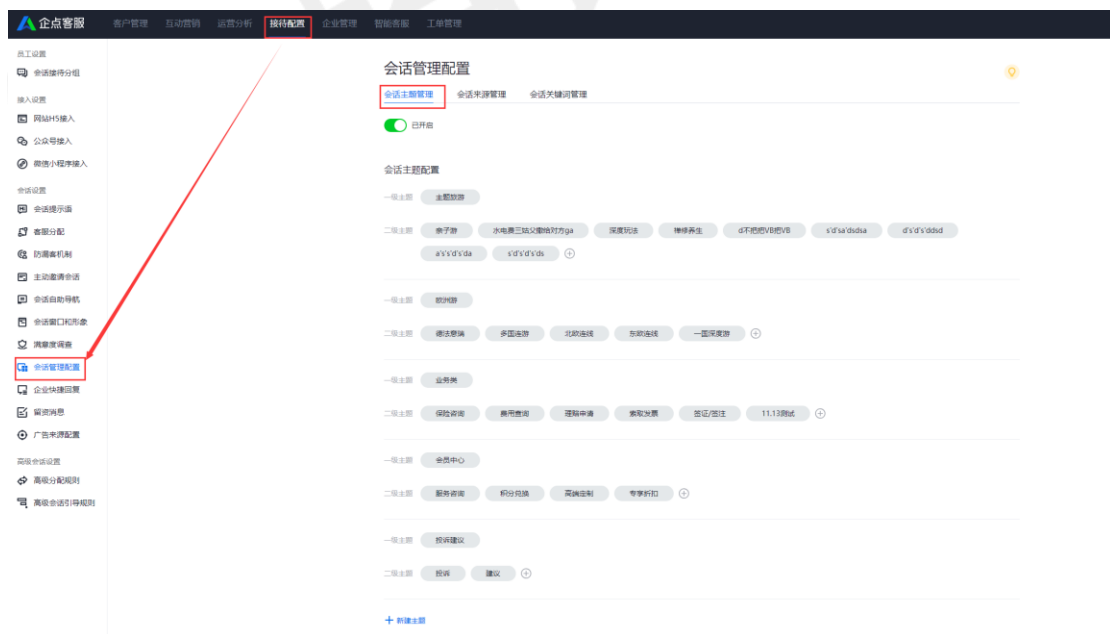 企点客服 客户管理 互动营销 运营分析 接待配置 企业管理 智能客服 工单管理
员工设置
会话接待分组
接入设置
网站H5接入
公众号接入
微信小程序接入
会话设置
会话提示语
客服分配
防漏客机制
主动邀请会话
会话自助导航
会话窗口和形象
满意度调查
会话管理配置
企业快捷回复
留资消息
广告来源配置
高级会话设置
高级分配规则
高级会话引导规则
会话管理配置
会话主题管理 会话来源管理 会话关键词管理
已开启
会话主题配置
一级主题 主题旅游
二级主题 亲子游 水电费三姑父撤给对方ga 深度玩法 禅修养生 d不把把VB把VB s'd'sa'dsdsa d's'd's'ddsd
a's's'd's'da s'd's'd's'ds
一级主题 欧洲游
二级主题 德法意瑞 多国连游 北欧连线 东欧连线 一国深度游
一级主题 业务类
二级主题 保险咨询 费用查询 理赔申请 索取发票 签证/签注 11.13测试
一级主题 会员中心
二级主题 服务咨询 积分兑换 高端定制 专享折扣
一级主题 投诉建议
二级主题 投诉 建议
新建主题